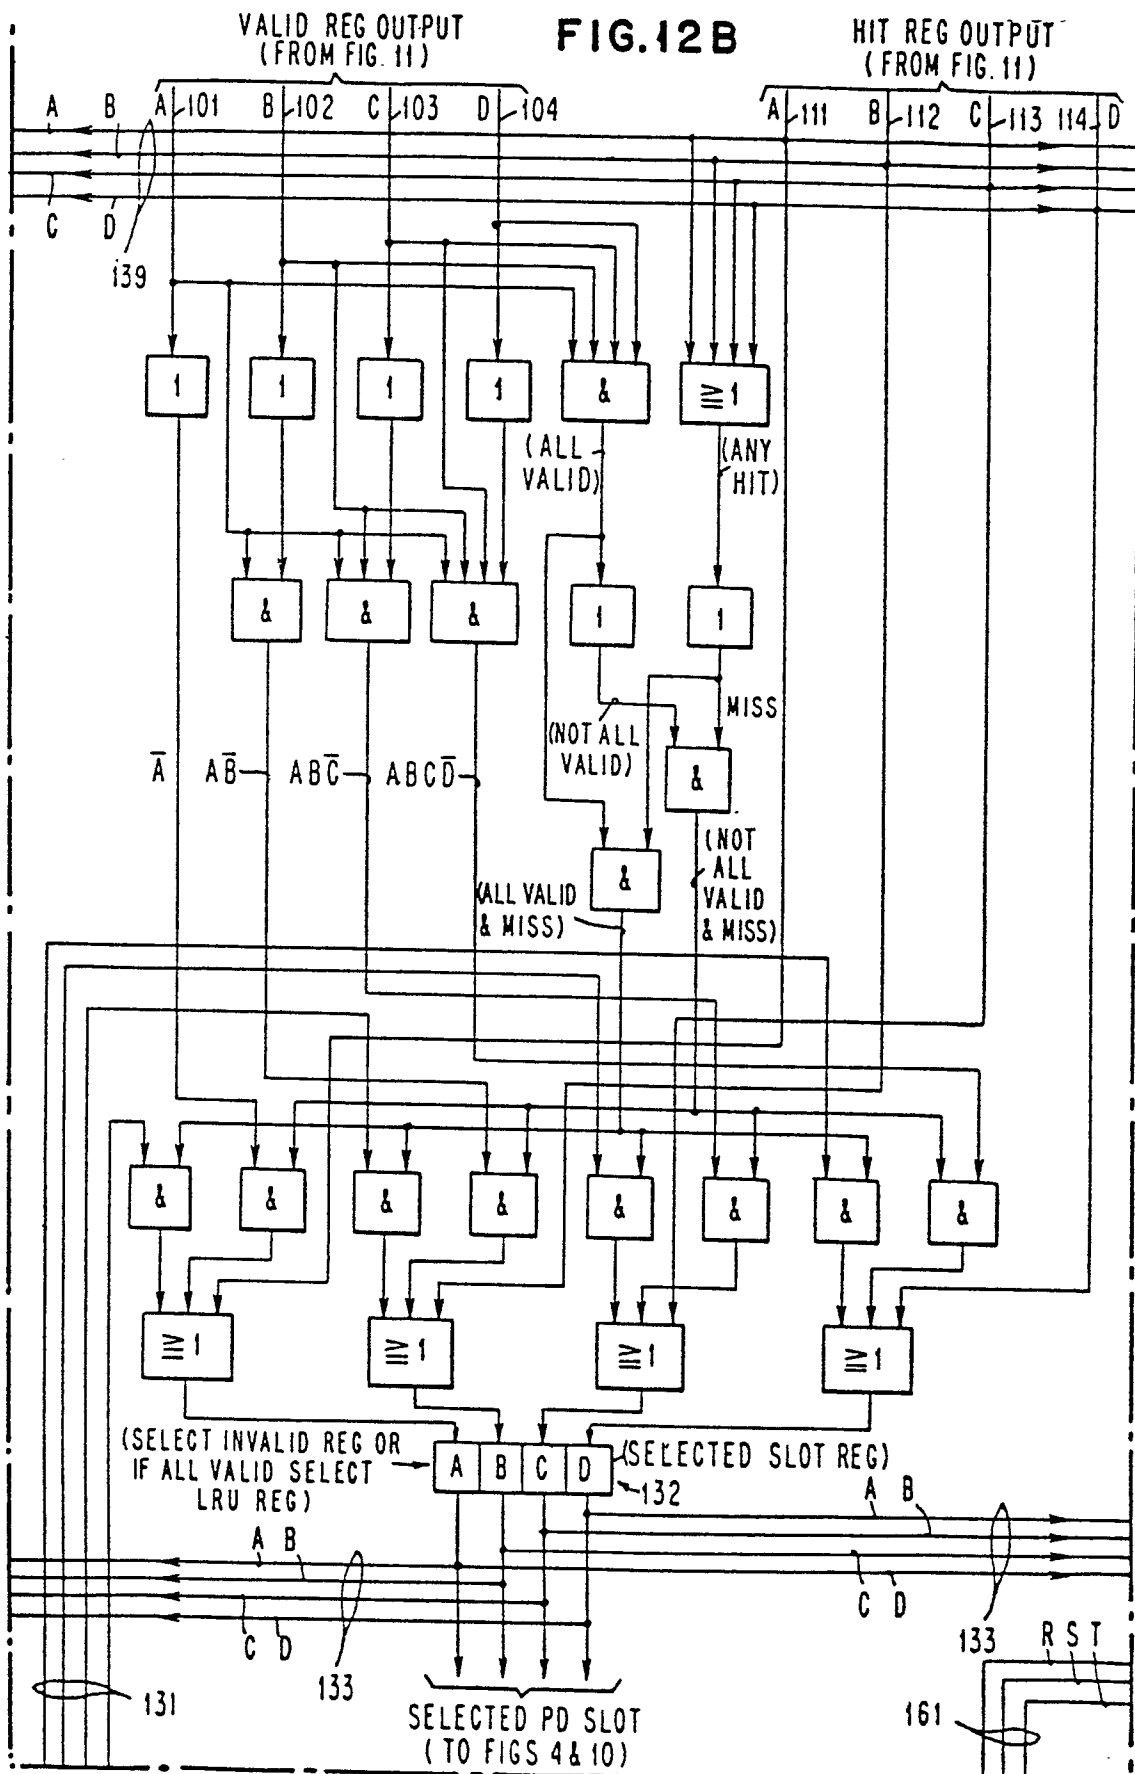 VALID REG OUTPUT
(FROM FIG. 11)
FIG.12B
HIT REG OUTPUT
(FROM FIG. 11)
A B A 101 B 102 C 103 D 104 A 111 B 112 C 113 114 D
C D
139
1 1 1 1 & ≥1
(ALL
VALID)
(ANY
HIT)
& & & 1 1
MISS
(NOT ALL
VALID)
&
A̅ AB̅ ABC̅ ABCD̅
(NOT
ALL
VALID
& MISS)
&
(ALL VALID
& MISS)
& & & & & & & &
≥1 ≥1 ≥1 ≥1
(SELECT INVALID REG OR
IF ALL VALID SELECT
LRU REG)
A B C D
(SELECTED SLOT REG)
132
A B
A B
C D
C D
133
133
R S T
131
161
SELECTED PD SLOT
(TO FIGS 4 & 10)